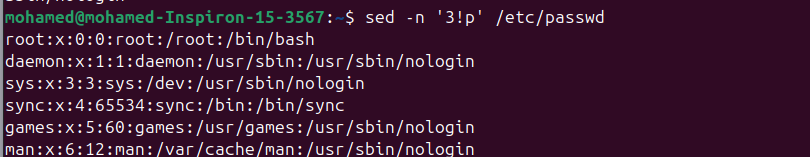 mohamed@mohamed-Inspiron-15-3567:~$ sed -n '3!p' /etc/passwd
root:x:0:0:root:/root:/bin/bash
daemon:x:1:1:daemon:/usr/sbin:/usr/sbin/nologin
sys:x:3:3:sys:/dev:/usr/sbin/nologin
sync:x:4:65534:sync:/bin:/bin/sync
games:x:5:60:games:/usr/games:/usr/sbin/nologin
man:x:6:12:man:/var/cache/man:/usr/sbin/nologin